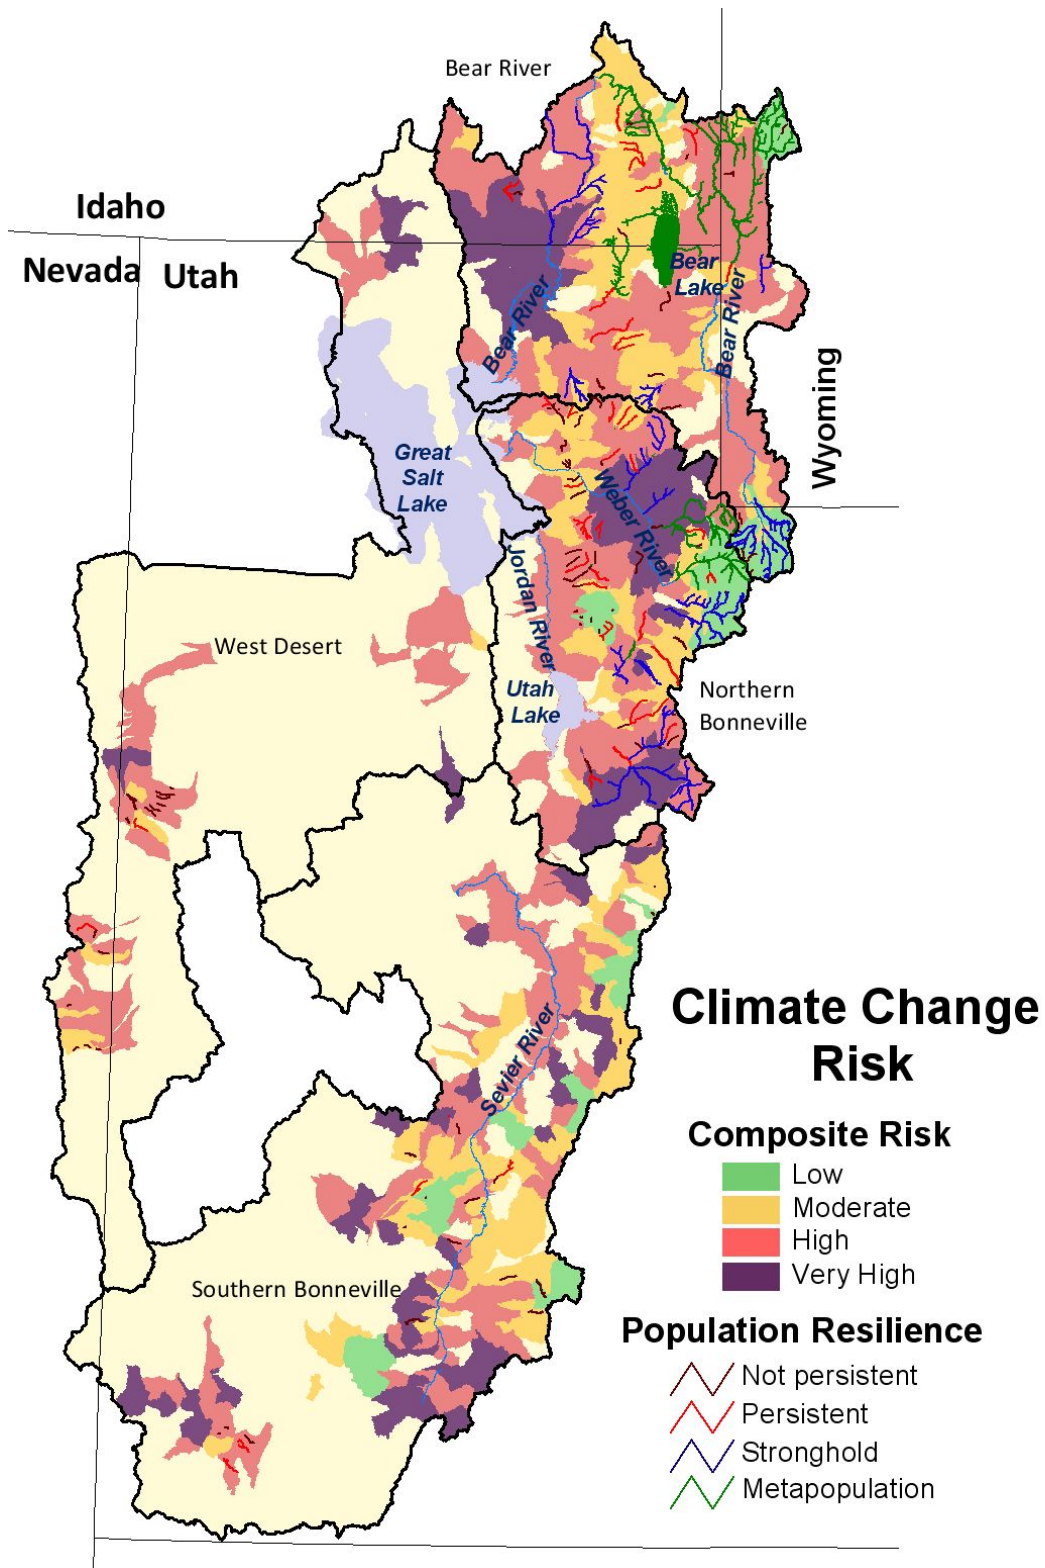 Bear River
Idaho
Nevada
Utah
Bear
Lake
Bear River
Bear River
Wyoming
Great
Salt
Lake
Weber River
Jordan River
West Desert
Utah
Lake
Northern
Bonneville
Climate Change
Risk
Sevier River
Composite Risk
Low
Moderate
High
Very High
Southern Bonneville
Population Resilience
Not persistent
Persistent
Stronghold
Metapopulation